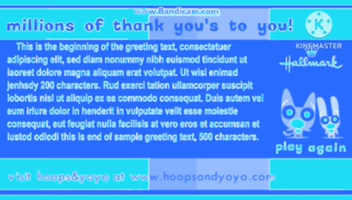 www.Bandicam.com
millions of thank you's to you!
KINEMASTER
Hallmark
This is the beginning of the greeting text, consectetuer
adipiscing elit, sed diam nonummy nibh euismod tincidunt ut
laoreet dolore magna aliquam erat volutpat. Ut wisi enimad
jenhsdy 200 characters. Rud exerci tation ullamcorper suscipit
lobortis nisl ut aliquip ex ea commodo consequat. Duis autem vel
eum iriure dolor in henderit in vulputate velit esse molestie
consequat, eut feugiat nulla facilisis at vero eros et accumsan et
iustod odiodi this is end of sample greeting text, 500 characters.
play again
visit hoops&yoyo at www.hoopsandyoyo.com